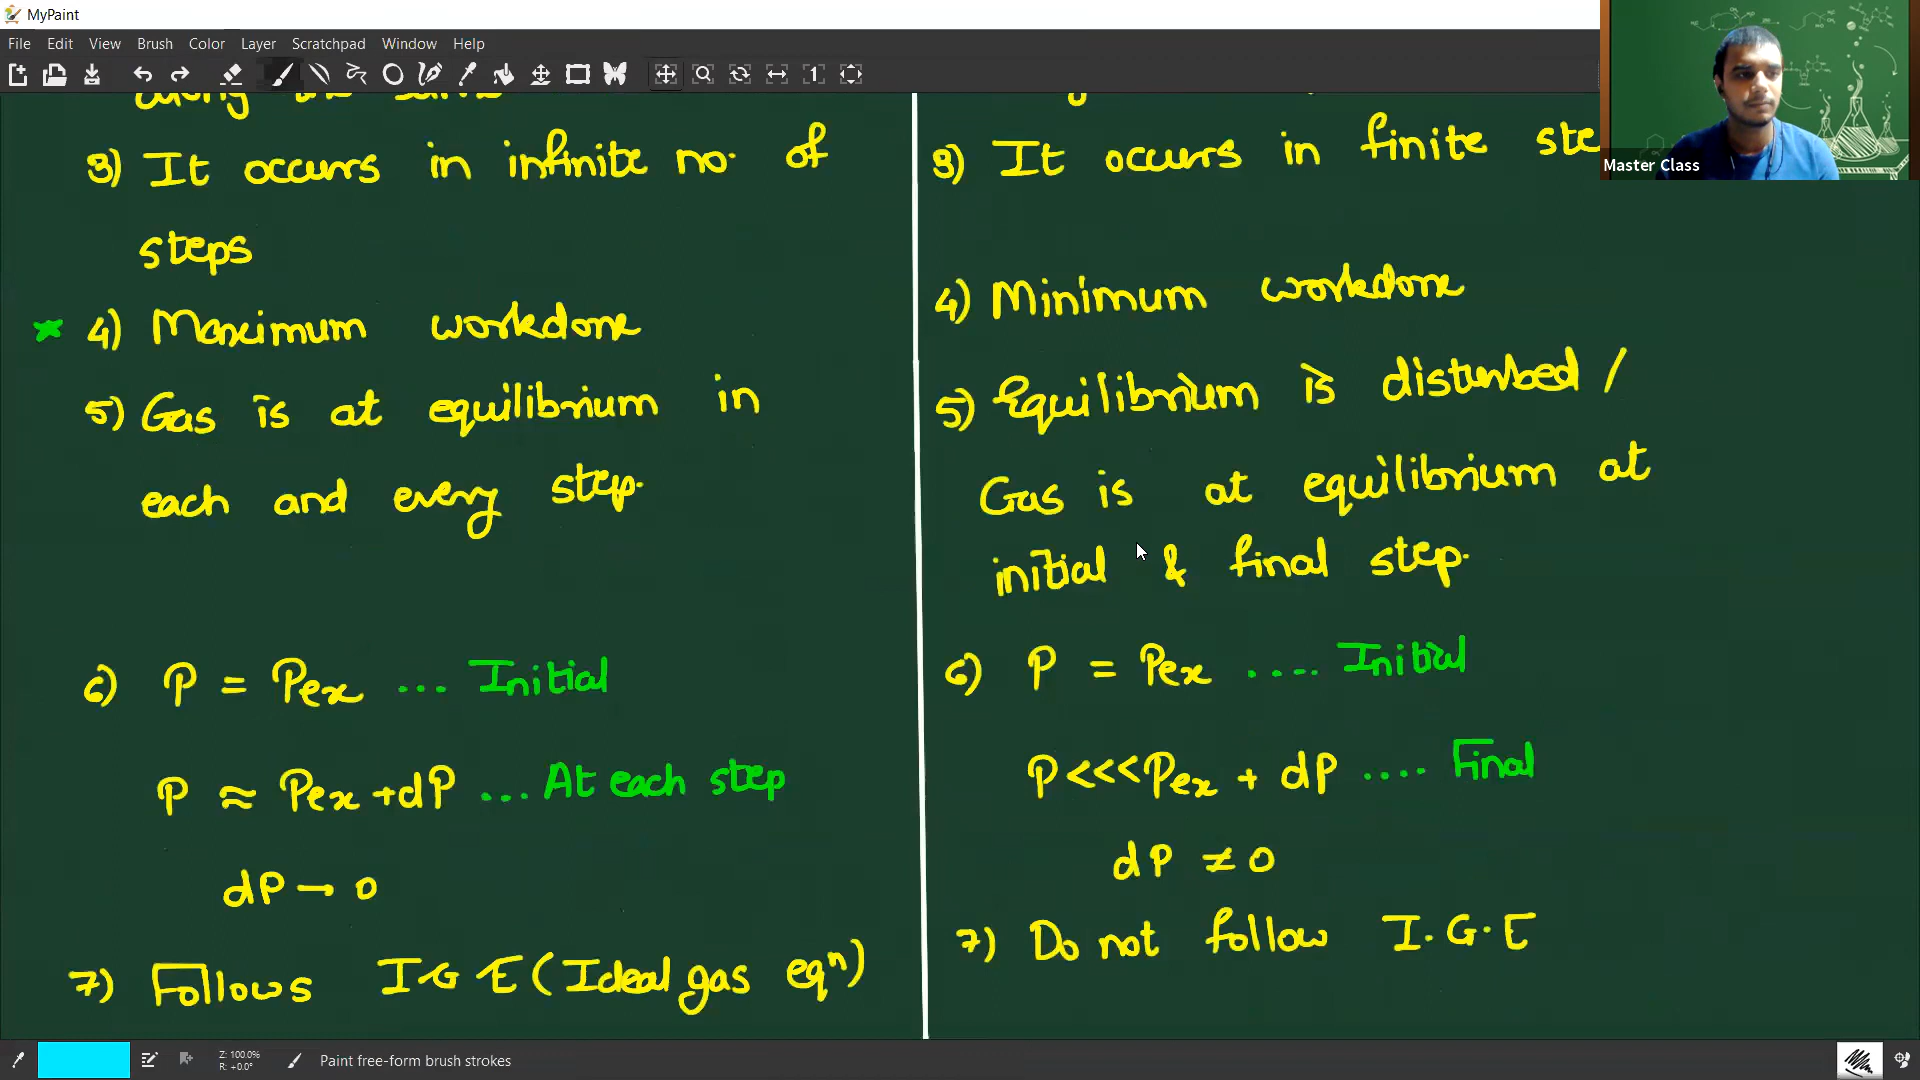 MyPaint
File Edit View Brush Color Layer Scratchpad Window Help
Master Class
along the same
3) It occurs in infinite no. of
steps
4) Maximum workdone
5) Gas is at equilibrium in
each and every step.
6) P = Pex ... Initial
P ≈ Pex + dP ... At each step
dP → 0
7) Follows I G E (Ideal gas eqⁿ)
3) It occurs in finite ste
4) Minimum workdone
5) Equilibrium is disturbed /
Gas is at equilibrium at
initial & final step.
6) P = Pex .... Initial
P <<< Pex + dP .... Final
dP ≠ 0
7) Do not follow I.G.E
Z: 100.0%
R: +0.0°
Paint free-form brush strokes